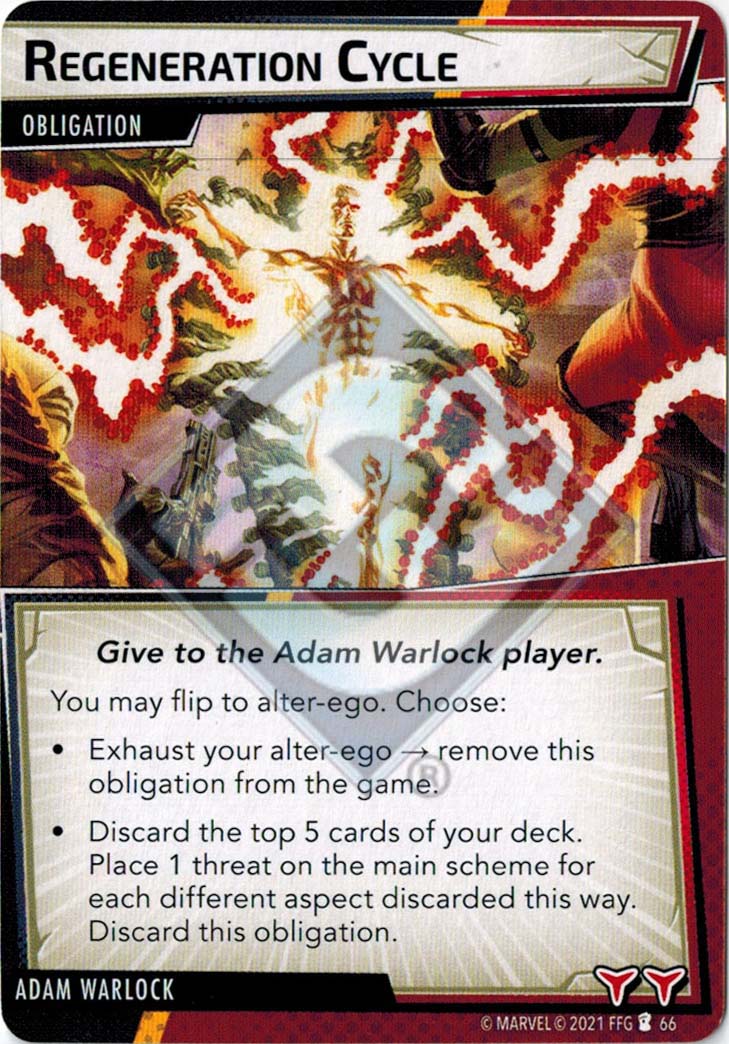 REGENERATION CYCLE
OBLIGATION
Give to the Adam Warlock player.
You may flip to alter-ego. Choose:
• Exhaust your alter-ego → remove this
obligation from the game.
• Discard the top 5 cards of your deck.
Place 1 threat on the main scheme for
each different aspect discarded this way.
Discard this obligation.
®
ADAM WARLOCK
© MARVEL © 2021 FFG 66